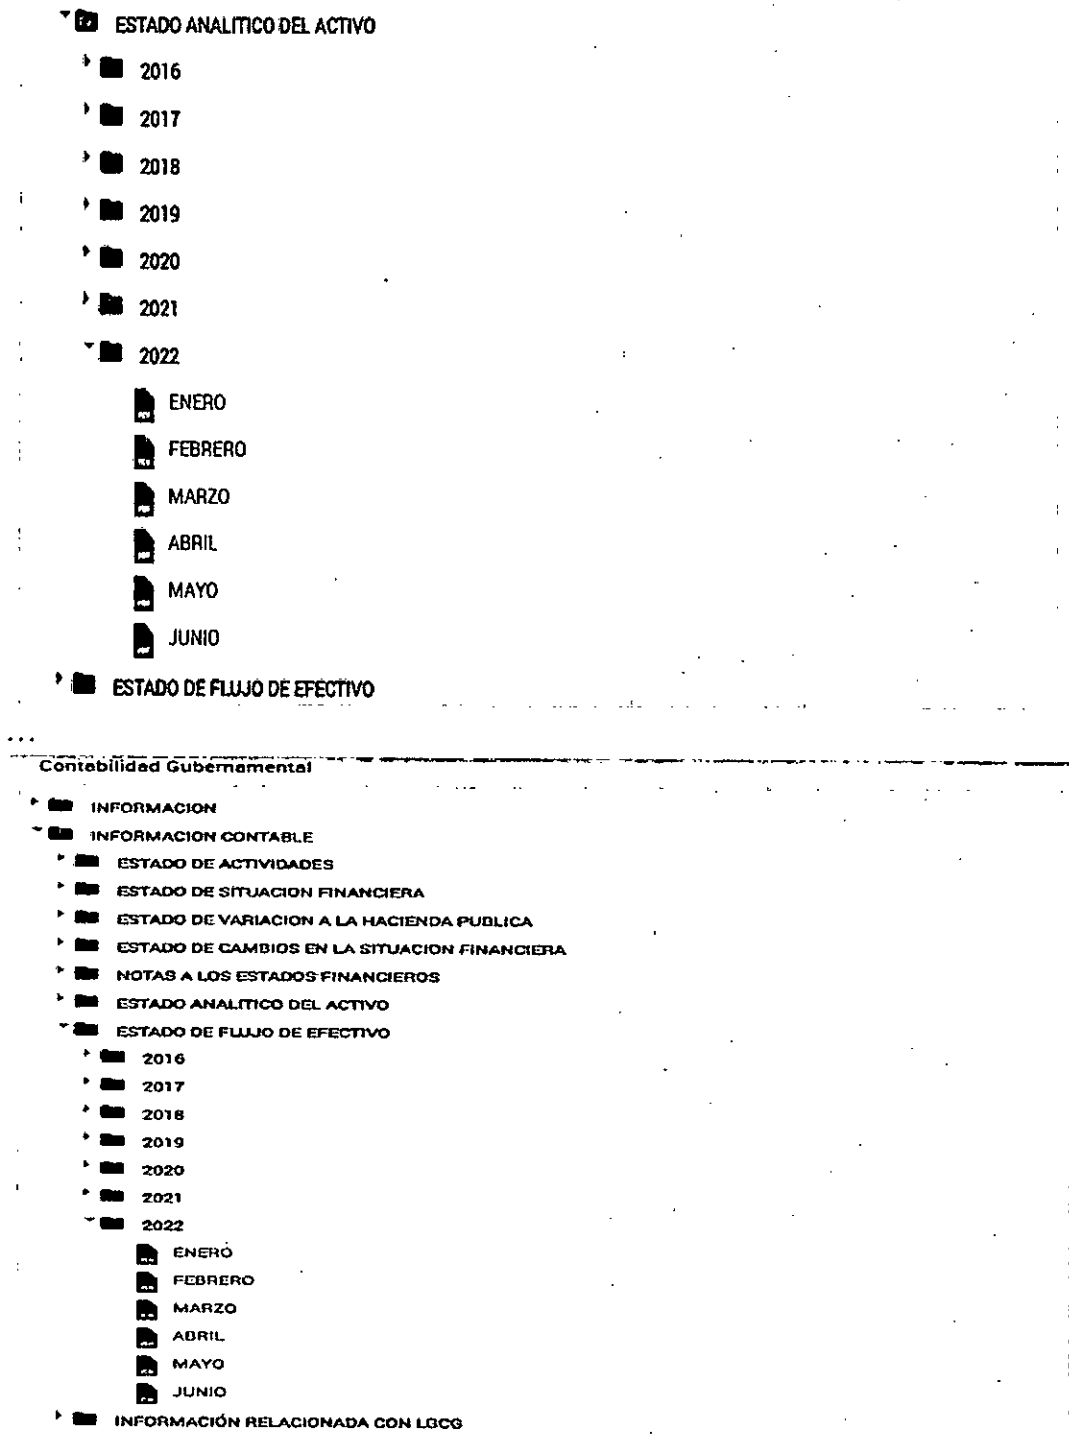 ESTADO ANALITICO DEL ACTIVO
2016
2017
2018
2019
2020
2021
2022
ENERO
FEBRERO
MARZO
ABRIL
MAYO
JUNIO
ESTADO DE FLUJO DE EFECTIVO
...
Contabilidad Gubernamental
INFORMACION
INFORMACION CONTABLE
ESTADO DE ACTIVIDADES
ESTADO DE SITUACION FINANCIERA
ESTADO DE VARIACION A LA HACIENDA PUBLICA
ESTADO DE CAMBIOS EN LA SITUACION FINANCIERA
NOTAS A LOS ESTADOS FINANCIEROS
ESTADO ANALITICO DEL ACTIVO
ESTADO DE FLUJO DE EFECTIVO
2016
2017
2018
2019
2020
2021
2022
ENERO
FEBRERO
MARZO
ABRIL
MAYO
JUNIO
INFORMACIÓN RELACIONADA CON LGCG